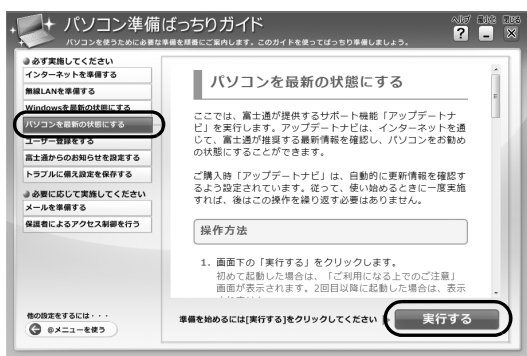 パソコン準備ばっちりガイド
パソコンを使うために必要な準備を順番にご案内します。このガイドを使ってばっちり準備しましょう。
ヘルプ 最小化 閉じる
必ず実施してください
インターネットを準備する
無線LANを準備する
Windowsを最新の状態にする
パソコンを最新の状態にする
ユーザー登録をする
富士通からのお知らせを設定する
トラブルに備え設定を保存する
必要に応じて実施してください
メールを準備する
保護者によるアクセス制御を行う
他の設定をするには・・・
@メニューを使う
パソコンを最新の状態にする
ここでは、富士通が提供するサポート機能「アップデートナ
ビ」を実行します。アップデートナビは、インターネットを通
じて、富士通が推奨する最新情報を確認し、パソコンをお勧め
の状態にすることができます。
ご購入時「アップデートナビ」は、自動的に更新情報を確認す
るよう設定されています。従って、使い始めるときに一度実施
すれば、後はこの操作を繰り返す必要はありません。
操作方法
1. 画面下の「実行する」をクリックします。
初めて起動した場合は、「ご利用になる上でのご注意」
画面が表示されます。2回目以降に起動した場合は、表示
準備を始めるには[実行する]をクリックしてください
実行する